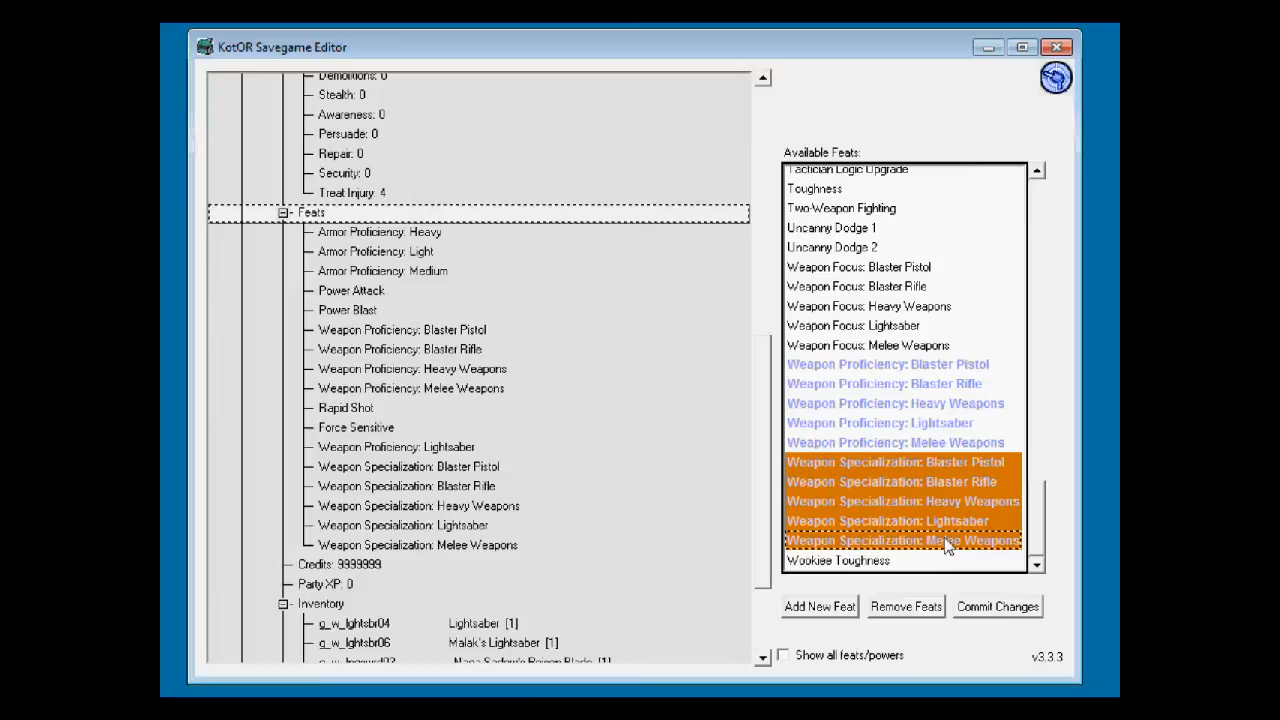 KotOR Savegame Editor
Demolitions: 0
Stealth: 0
Awareness: 0
Persuade: 0
Repair: 0
Security: 0
Treat Injury: 4
Feats
Armor Proficiency: Heavy
Armor Proficiency: Light
Armor Proficiency: Medium
Power Attack
Power Blast
Weapon Proficiency: Blaster Pistol
Weapon Proficiency: Blaster Rifle
Weapon Proficiency: Heavy Weapons
Weapon Proficiency: Melee Weapons
Rapid Shot
Force Sensitive
Weapon Proficiency: Lightsaber
Weapon Specialization: Blaster Pistol
Weapon Specialization: Blaster Rifle
Weapon Specialization: Heavy Weapons
Weapon Specialization: Lightsaber
Weapon Specialization: Melee Weapons
Credits: 9999999
Party XP: 0
Inventory
g_w_lghtsbr04 Lightsaber [1]
g_w_lghtsbr06 Malak's Lightsaber [1]
Naga Sadow's Poison Blade [1]
Available Feats:
Tactician Logic Upgrade
Toughness
Two-Weapon Fighting
Uncanny Dodge 1
Uncanny Dodge 2
Weapon Focus: Blaster Pistol
Weapon Focus: Blaster Rifle
Weapon Focus: Heavy Weapons
Weapon Focus: Lightsaber
Weapon Focus: Melee Weapons
Weapon Proficiency: Blaster Pistol
Weapon Proficiency: Blaster Rifle
Weapon Proficiency: Heavy Weapons
Weapon Proficiency: Lightsaber
Weapon Proficiency: Melee Weapons
Weapon Specialization: Blaster Pistol
Weapon Specialization: Blaster Rifle
Weapon Specialization: Heavy Weapons
Weapon Specialization: Lightsaber
Weapon Specialization: Melee Weapons
Wookiee Toughness
Add New Feat Remove Feats Commit Changes
Show all feats/powers v3.3.3